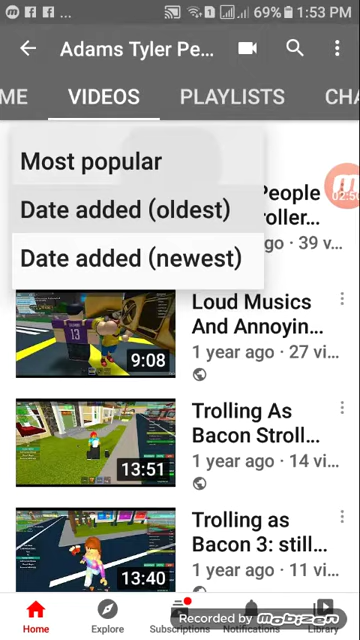 69% 1:53 PM
Adams Tyler Pe...
ME VIDEOS PLAYLISTS CHA
Most popular
Date added (oldest)
Date added (newest)
People
roller...
go · 39 v...
Loud Musics
And Annoyin...
1 year ago · 27 vi...
9:08
Trolling As
Bacon Stroll...
1 year ago · 14 vi...
13:51
Trolling as
Bacon 3: still...
1 year ago · 11 vi...
13:40
Home Explore Subscriptions Notifications Library
Recorded by Mobizen